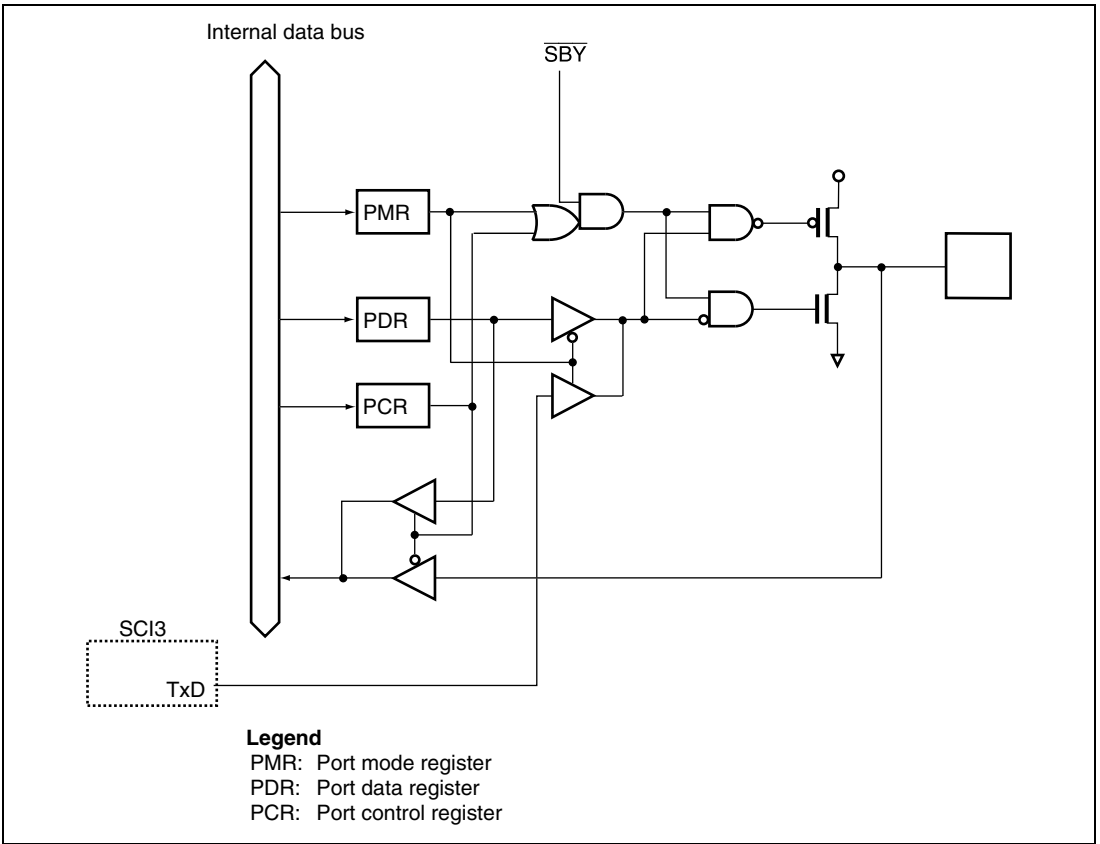 Internal data bus
SBY
PMR
PDR
PCR
SCI3
TxD
Legend
PMR: Port mode register
PDR: Port data register
PCR: Port control register